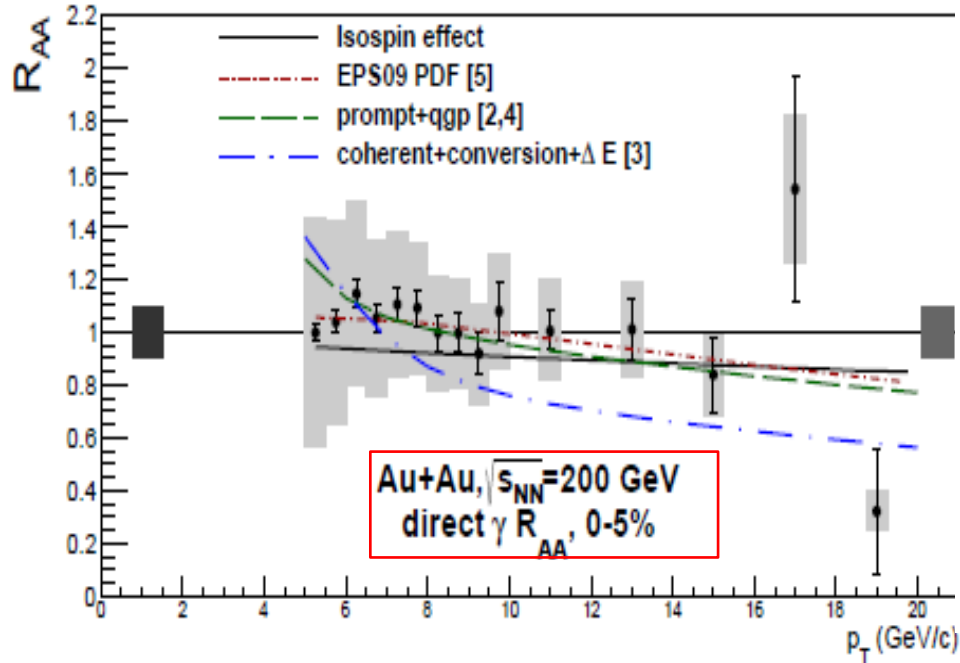 R_AA
2.2
2
1.8
1.6
1.4
1.2
1
0.8
0.6
0.4
0.2
0
Isospin effect
EPS09 PDF [5]
prompt+qgp [2,4]
coherent+conversion+Δ E [3]
Au+Au, √s_NN=200 GeV
direct γ R_AA, 0-5%
0 2 4 6 8 10 12 14 16 18 20
p_T (GeV/c)